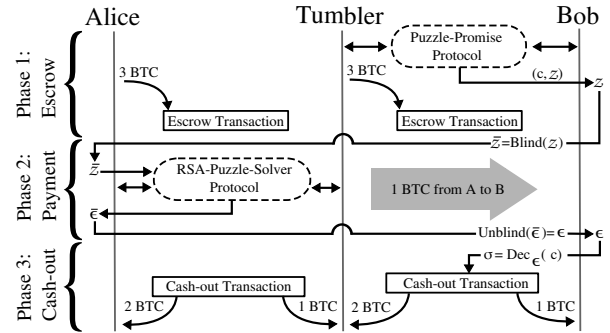 Alice
Tumbler
Bob
Phase 1:
Escrow
Puzzle-Promise
Protocol
3 BTC
3 BTC
(c, z)
z
Escrow Transaction
Escrow Transaction
Phase 2:
Payment
z̄=Blind(z)
z̄
RSA-Puzzle-Solver
Protocol
1 BTC from A to B
ϵ̄
Unblind(ϵ̄)= ϵ
ϵ
Phase 3:
Cash-out
σ= Decϵ( c)
Cash-out Transaction
Cash-out Transaction
2 BTC
1 BTC
2 BTC
1 BTC